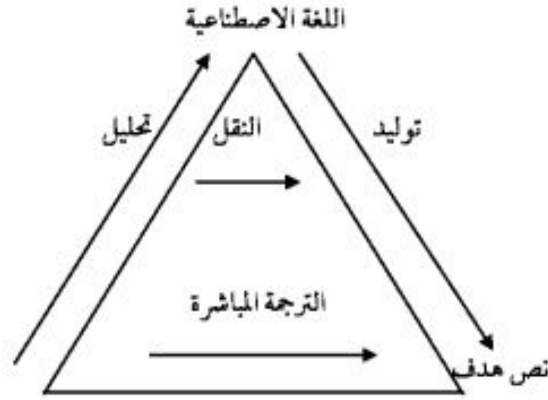 اللغة الاصطناعية
توليد
النقل
تحليل
الترجمة المباشرة
نص هدف